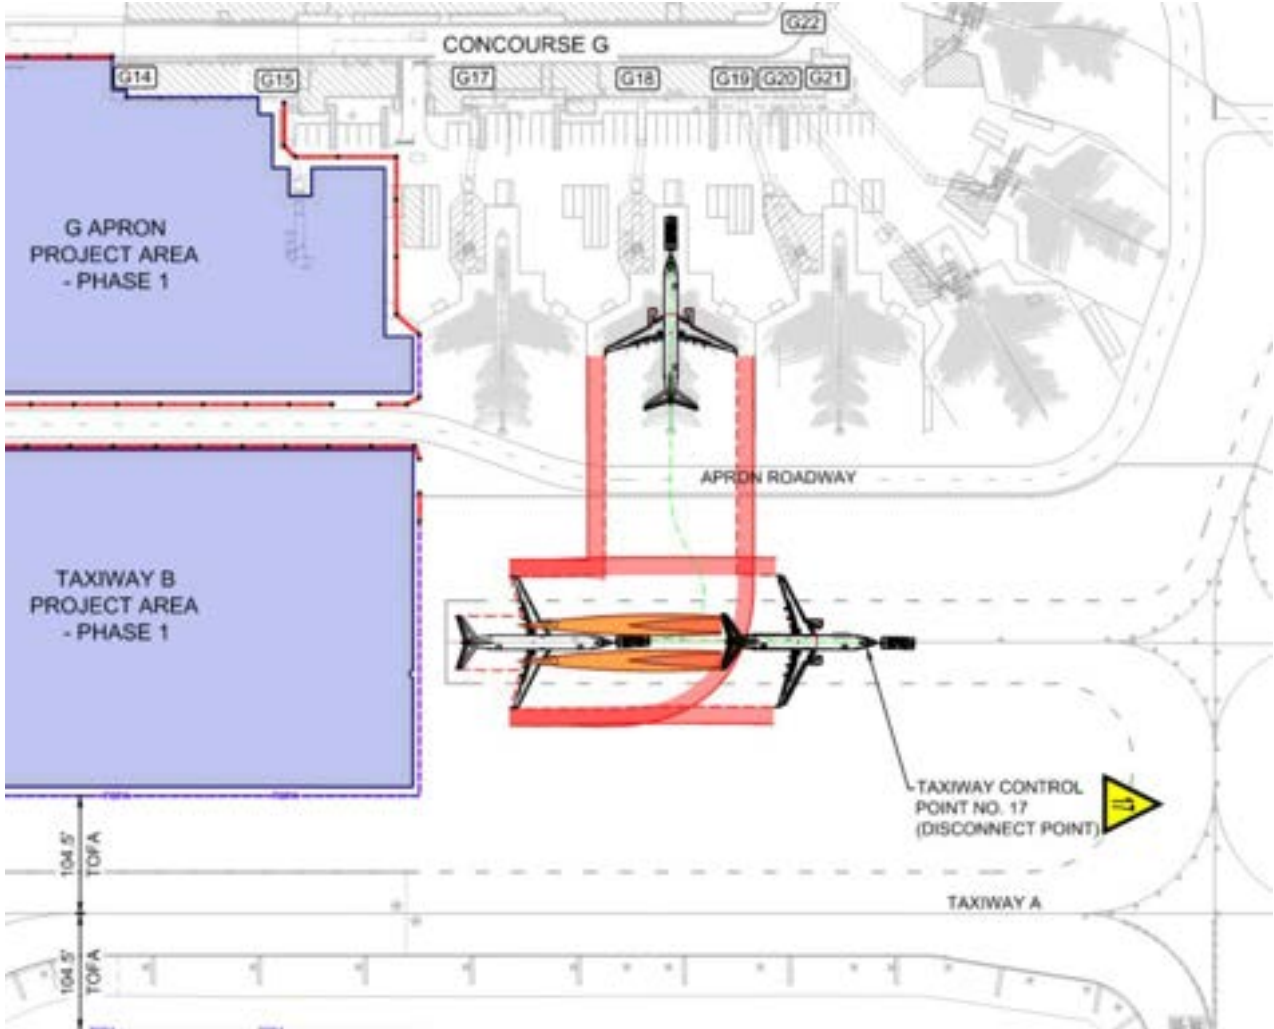 G22
CONCOURSE G
G14
G15
G17
G18
G19
G20
G21
G APRON
PROJECT AREA
- PHASE 1
APRON ROADWAY
TAXIWAY B
PROJECT AREA
- PHASE 1
TAXIWAY CONTROL
POINT NO. 17
(DISCONNECT POINT)
17
104.5'
TOFA
TAXIWAY A
104.5'
TOFA